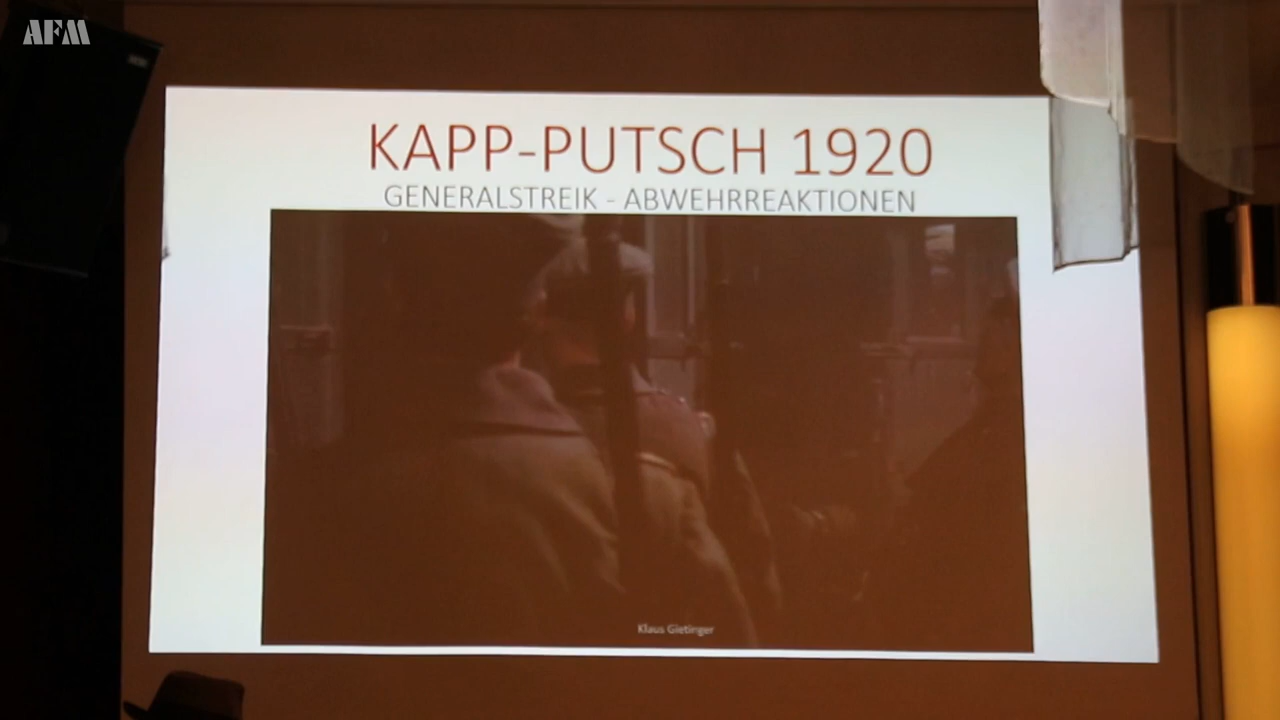 AFM
KAPP-PUTSCH 1920
GENERALSTREIK - ABWEHRREAKTIONEN
Klaus Gietinger